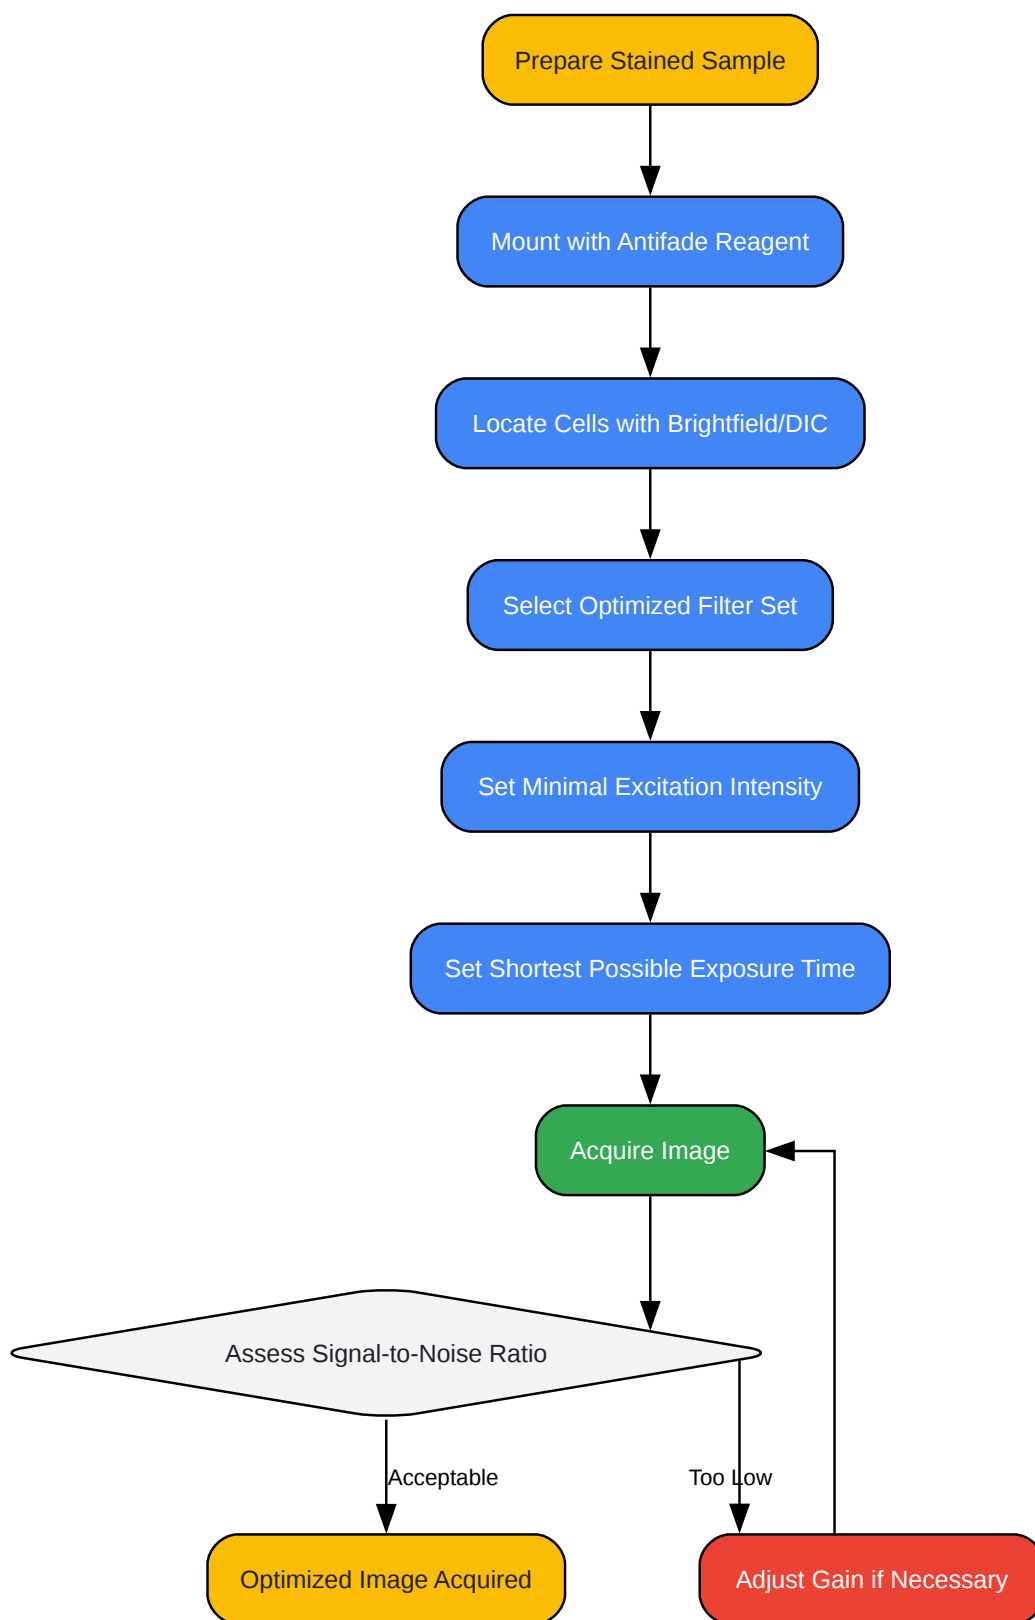 Prepare Stained Sample
Mount with Antifade Reagent
Locate Cells with Brightfield/DIC
Select Optimized Filter Set
Set Minimal Excitation Intensity
Set Shortest Possible Exposure Time
Acquire Image
Assess Signal-to-Noise Ratio
Acceptable
Too Low
Optimized Image Acquired
Adjust Gain if Necessary